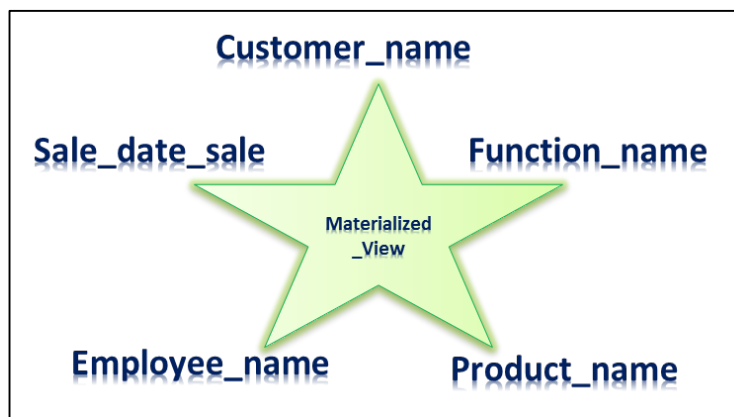 Customer_name
Sale_date_sale
Function_name
Materialized
_View
Employee_name
Product_name